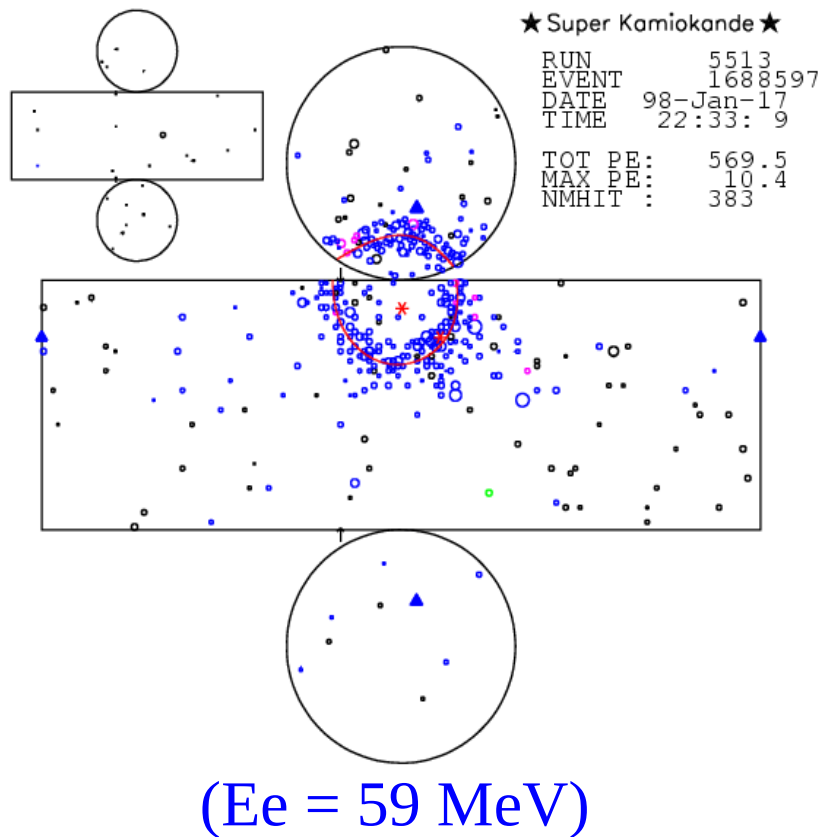 ★Super Kamiokande★
RUN 5513
EVENT 1688597
DATE 98-Jan-17
TIME 22:33: 9
TOT PE: 569.5
MAX PE: 10.4
NMHIT : 383
(Ee = 59 MeV)